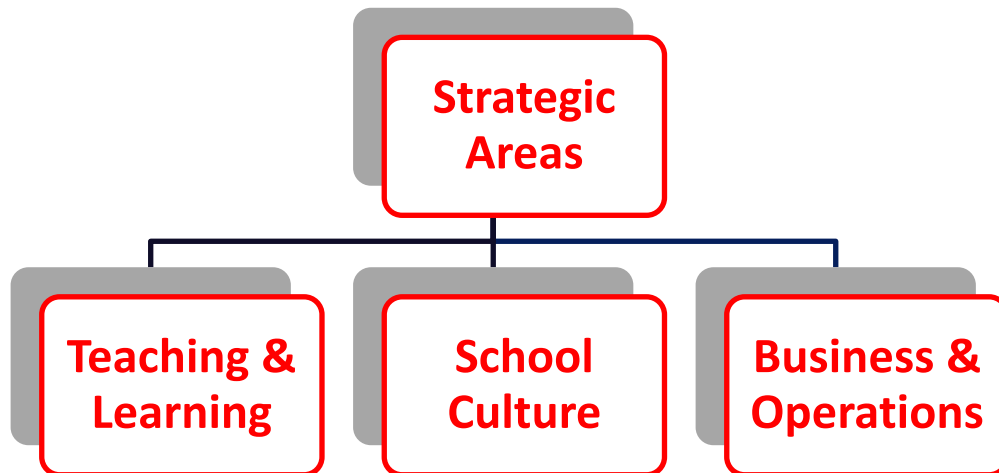 Strategic
Areas
Teaching &
Learning
School
Culture
Business &
Operations